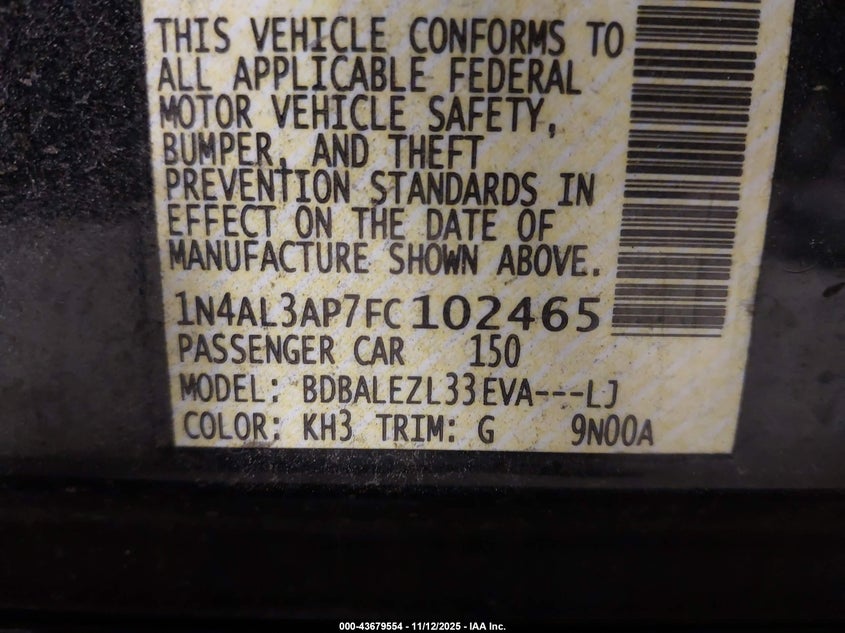 THIS VEHICLE CONFORMS TO
ALL APPLICABLE FEDERAL
MOTOR VEHICLE SAFETY,
BUMPER, AND THEFT
PREVENTION STANDARDS IN
EFFECT ON THE DATE OF
MANUFACTURE SHOWN ABOVE.
1N4AL3AP7FC102465
PASSENGER CAR 150
MODEL: BDBALEZL33EVA---LJ
COLOR: KH3 TRIM: G 9N00A
000-43679554 - 11/12/2025 - IAA Inc.